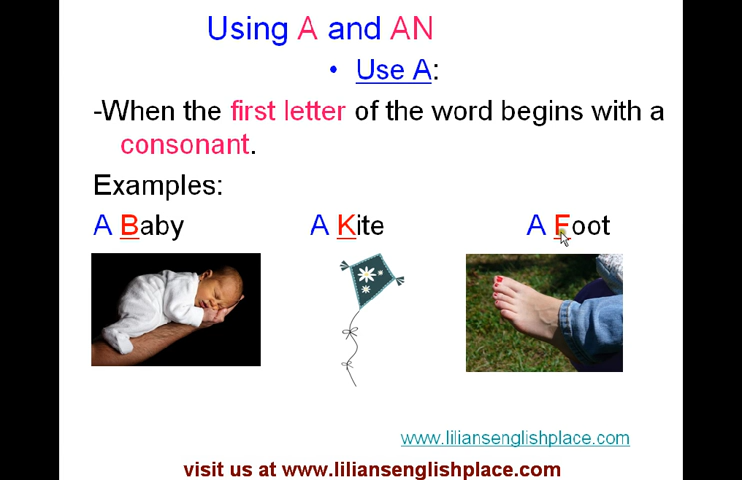 Using A and AN
• Use A:
-When the first letter of the word begins with a
consonant.
Examples:
A Baby A Kite A Foot
www.liliansenglishplace.com
visit us at www.liliansenglishplace.com